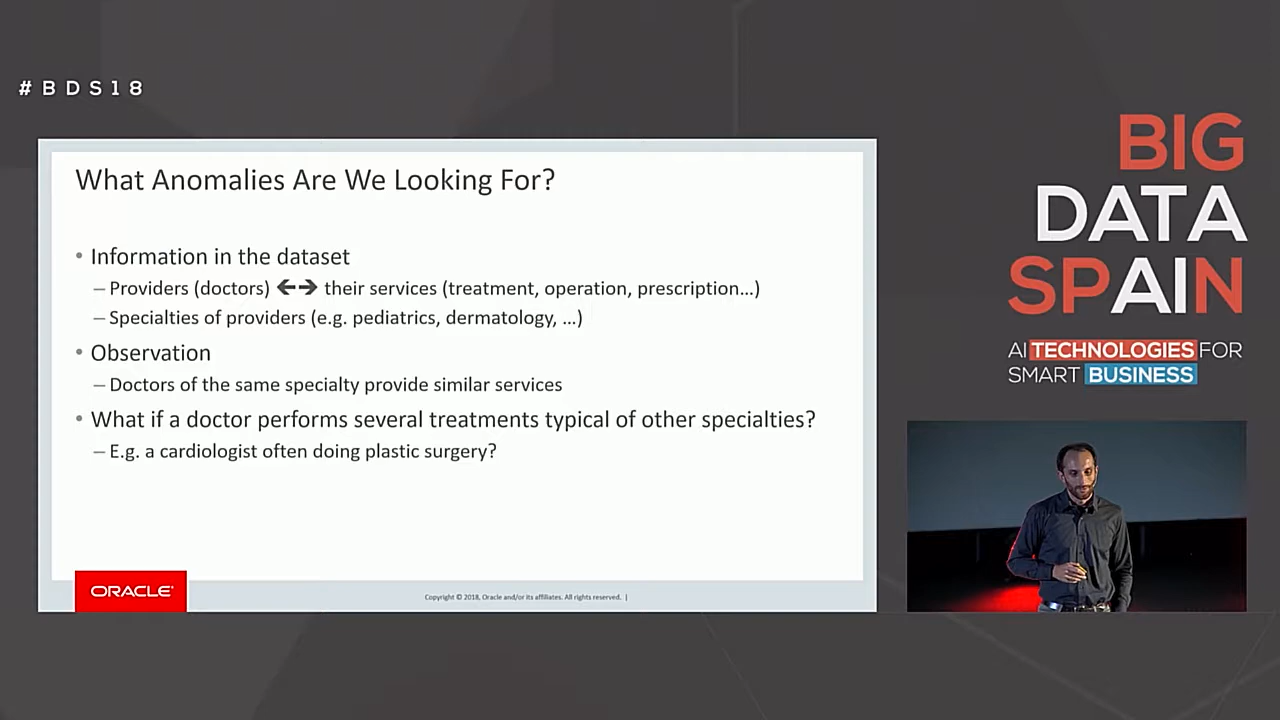 #BDS18
What Anomalies Are We Looking For?
• Information in the dataset
– Providers (doctors) ←→ their services (treatment, operation, prescription…)
– Specialties of providers (e.g. pediatrics, dermatology, …)
• Observation
– Doctors of the same specialty provide similar services
• What if a doctor performs several treatments typical of other specialties?
– E.g. a cardiologist often doing plastic surgery?
ORACLE®
Copyright © 2018, Oracle and/or its affiliates. All rights reserved. |
BIG
DATA
SPAIN
AI TECHNOLOGIES FOR
SMART BUSINESS